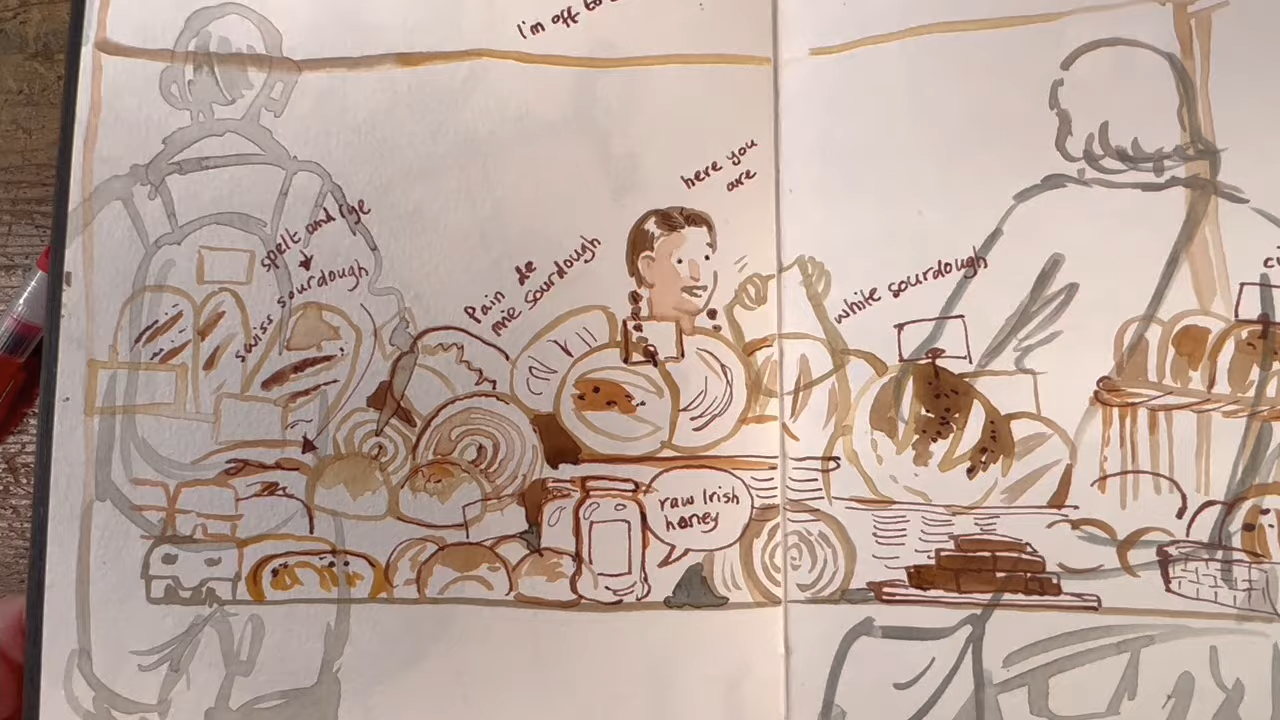 I'm off to
here you
are
spelt and rye
swiss sourdough
Pain de
mie sourdough
white sourdough
raw Irish
honey